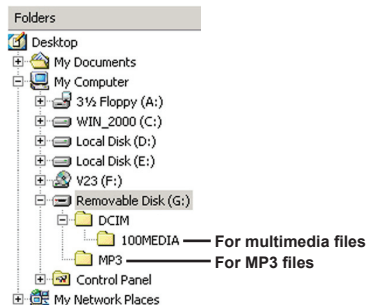 Folders
Desktop
My Documents
My Computer
3½ Floppy (A:)
WIN_2000 (C:)
Local Disk (D:)
Local Disk (E:)
V23 (F:)
Removable Disk (G:)
DCIM
100MEDIA For multimedia files
MP3 For MP3 files
Control Panel
My Network Places